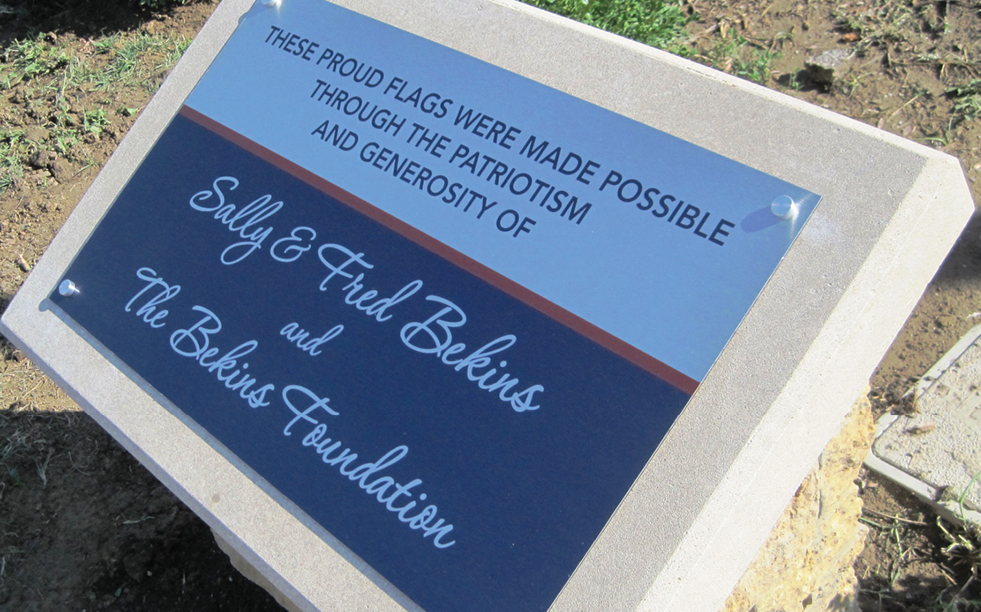 THESE PROUD FLAGS WERE MADE POSSIBLE
THROUGH THE PATRIOTISM
AND GENEROSITY OF
Sally & Fred Bekins
and
The Bekins Foundation